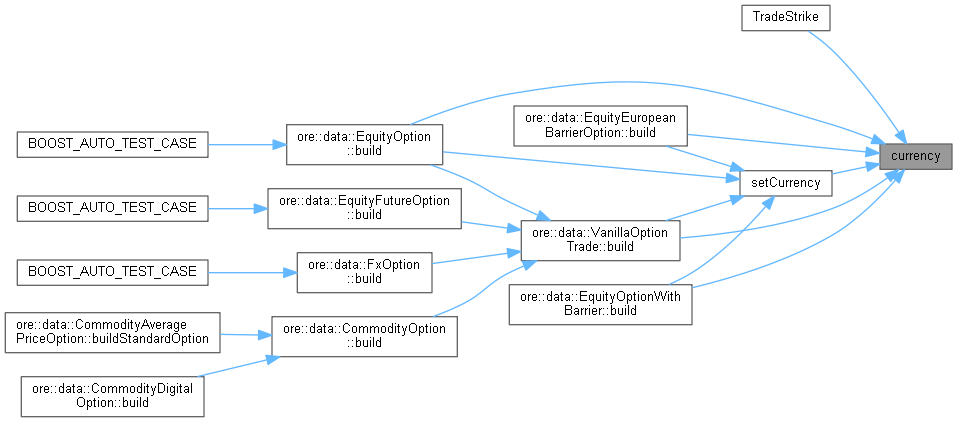 TradeStrike
ore::data::EquityEuropean
BarrierOption::build
currency
BOOST_AUTO_TEST_CASE
ore::data::EquityOption
::build
setCurrency
BOOST_AUTO_TEST_CASE
ore::data::EquityFutureOption
::build
ore::data::VanillaOption
Trade::build
BOOST_AUTO_TEST_CASE
ore::data::FxOption
::build
ore::data::EquityOptionWith
Barrier::build
ore::data::CommodityAverage
PriceOption::buildStandardOption
ore::data::CommodityOption
::build
ore::data::CommodityDigital
Option::build